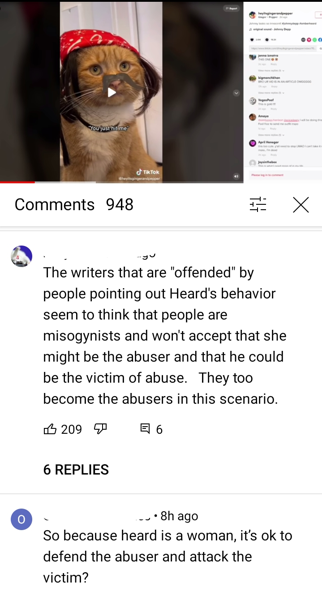 "You just hit me.
TikTok
Comments 948
The writers that are "offended" by
people pointing out Heard's behavior
seem to think that people are
misogynists and won't accept that she
might be the abuser and that he could
be the victim of abuse. They too
become the abusers in this scenario.
209 6
6 REPLIES
O
• 8h ago
So because heard is a woman, it's ok to
defend the abuser and attack the
victim?